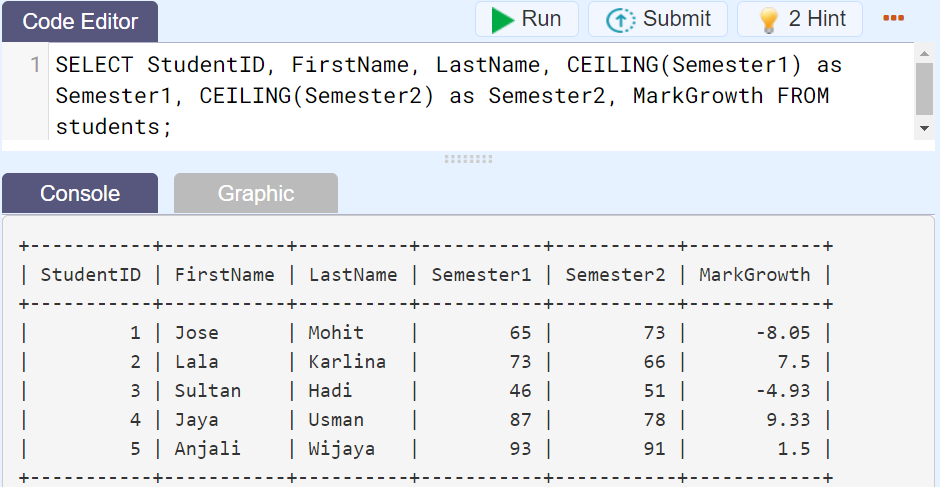 Code Editor Run Submit 2 Hint
1 SELECT StudentID, FirstName, LastName, CEILING(Semester1) as
Semester1, CEILING(Semester2) as Semester2, MarkGrowth FROM
students;
Console Graphic
+-----------+-----------+----------+-----------+-----------+------------+
| StudentID | FirstName | LastName | Semester1 | Semester2 | MarkGrowth |
+-----------+-----------+----------+-----------+-----------+------------+
| 1 | Jose | Mohit | 65 | 73 | -8.05 |
| 2 | Lala | Karlina | 73 | 66 | 7.5 |
| 3 | Sultan | Hadi | 46 | 51 | -4.93 |
| 4 | Jaya | Usman | 87 | 78 | 9.33 |
| 5 | Anjali | Wijaya | 93 | 91 | 1.5 |
+-----------+-----------+----------+-----------+-----------+------------+